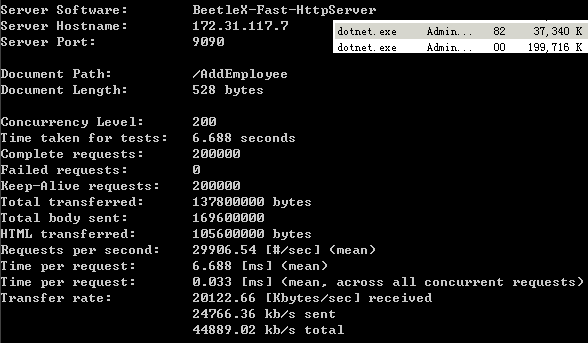 Server Software: BeetleX-Fast-HttpServer
Server Hostname: 172.31.117.7
Server Port: 9090
dotnet.exe Admin... 82 37,340 K
dotnet.exe Admin... 00 199,716 K
Document Path: /AddEmployee
Document Length: 528 bytes
Concurrency Level: 200
Time taken for tests: 6.688 seconds
Complete requests: 200000
Failed requests: 0
Keep-Alive requests: 200000
Total transferred: 137800000 bytes
Total body sent: 169600000
HTML transferred: 105600000 bytes
Requests per second: 29906.54 [#/sec] (mean)
Time per request: 6.688 [ms] (mean)
Time per request: 0.033 [ms] (mean, across all concurrent requests)
Transfer rate: 20122.66 [Kbytes/sec] received
24766.36 kb/s sent
44889.02 kb/s total